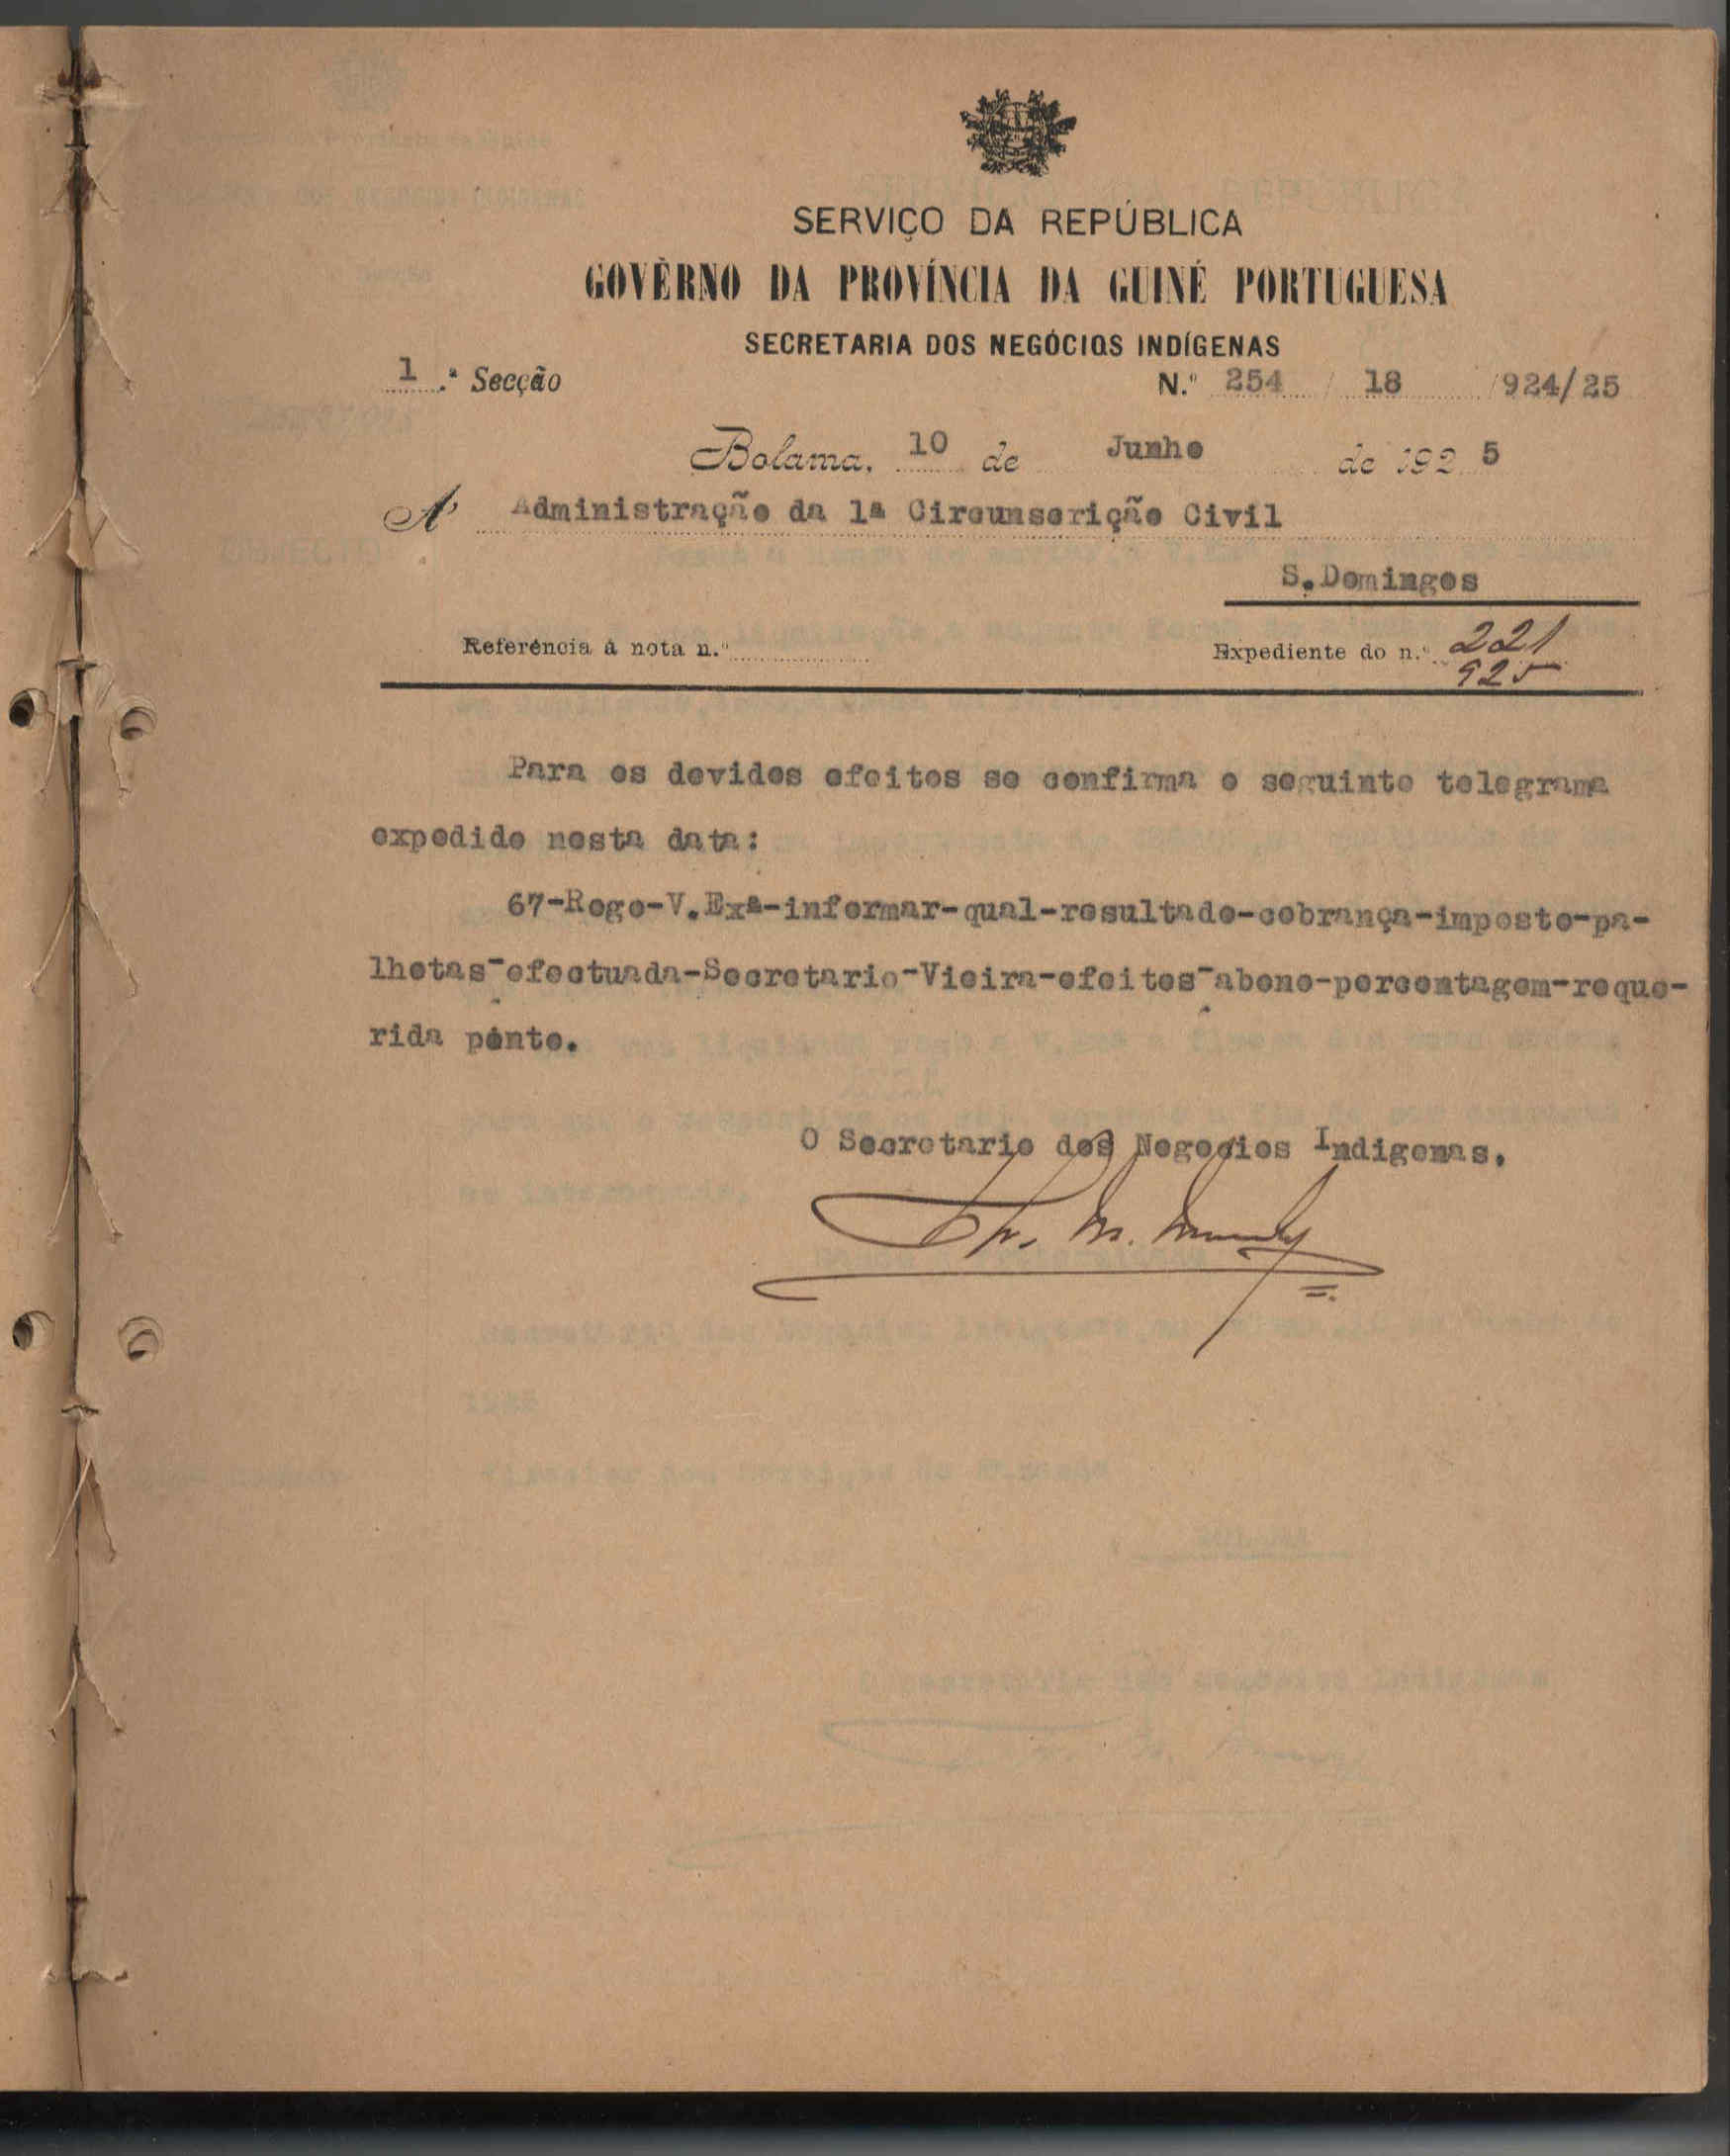 SERVIÇO DA REPÚBLICA
GOVÊRNO DA PROVÍNCIA DA GUINÉ PORTUGUESA
SECRETARIA DOS NEGÓCIOS INDÍGENAS
1.ª Secção N.º 254 / 18 /924/25
Bolama, 10 de Junho de 1925
A' Administração da 1ª Circunscrição Civil
S.Domingos
Referência á nota n.º
Expediente do n.º 221
925
Para os devidos efeitos se confirma o seguinte telegrama
expedido nesta data:
67-Rogo-V.Exª-informar-qual-resultado-cobrança-imposto-pa-
lhotas-efectuada-Secretario-Vieira-efeitos-abono-percentagem-reque-
rida ponto.
O Secretario dos Negocios Indigenas.